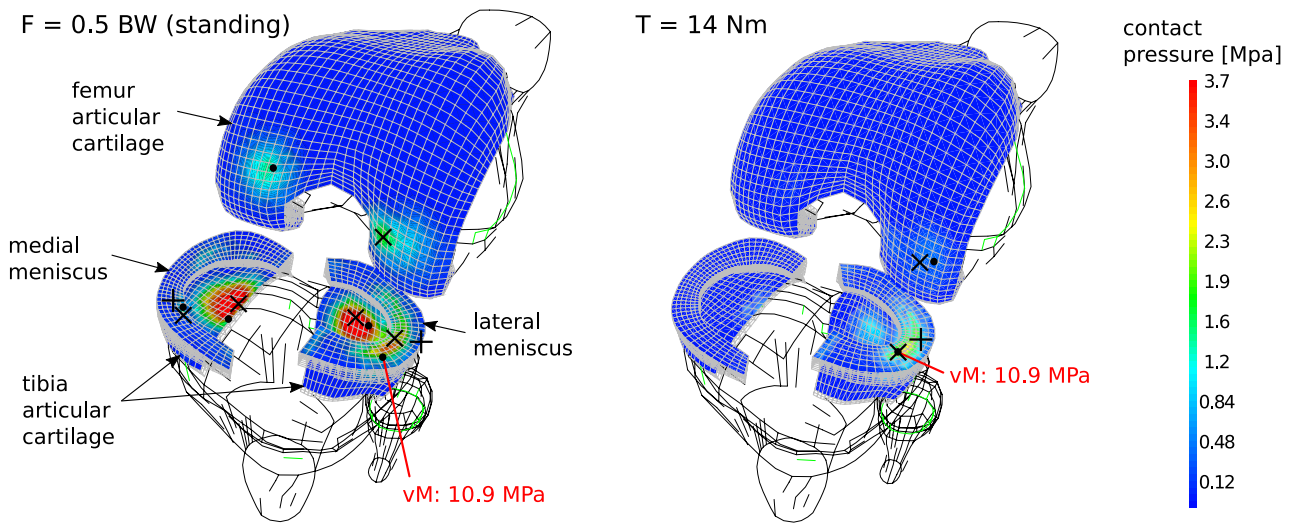 F = 0.5 BW (standing)
T = 14 Nm
contact
pressure [Mpa]
femur
articular
cartilage
medial
meniscus
lateral
meniscus
tibia
articular
cartilage
vM: 10.9 MPa
vM: 10.9 MPa
3.7
3.4
3.0
2.6
2.3
1.9
1.6
1.2
0.84
0.48
0.12